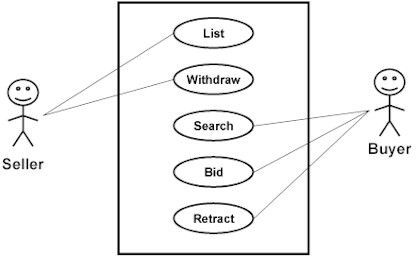 List
Withdraw
Search
Bid
Retract
Seller
Buyer